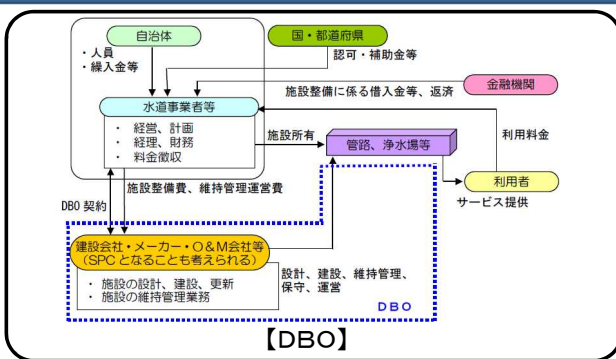 自治体
国・都道府県
・人員
・繰入金等
認可・補助金等
金融機関
施設整備に係る借入金等、返済
水道事業者等
・ 経営、計画
・ 経理、財務
・ 料金徴収
施設所有
管路、浄水場等
利用料金
利用者
サービス提供
施設整備費、維持管理運営費
DBO 契約
建設会社・メーカー・O&M会社等
(SPC となることも考えられる)
・ 施設の設計、建設、更新
・ 施設の維持管理業務
設計、建設、維持管理、
保守、運営
DBO
【DBO】